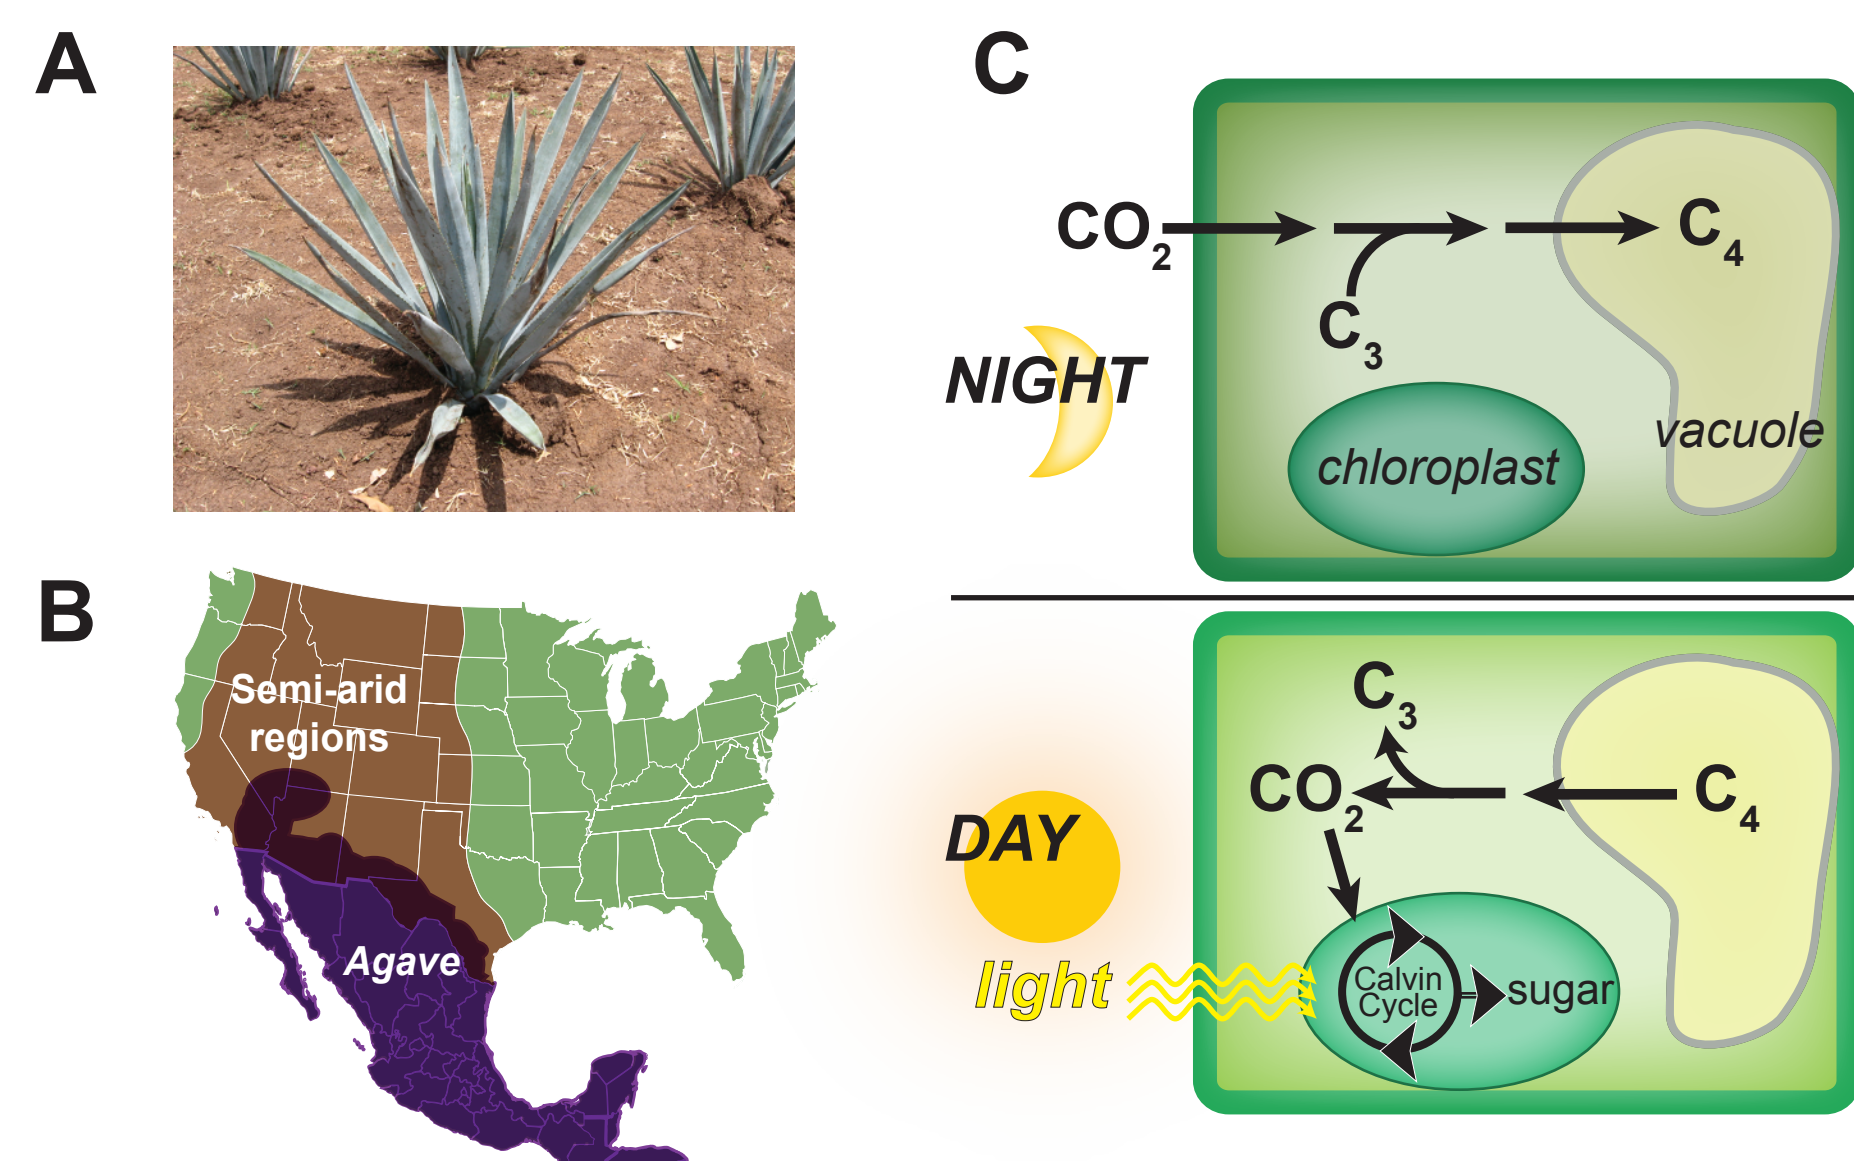 A
B
Semi-arid
regions
Agave
C
CO2
C4
C3
NIGHT
chloroplast
vacuole
C3
CO2
C4
DAY
light
Calvin
Cycle
sugar